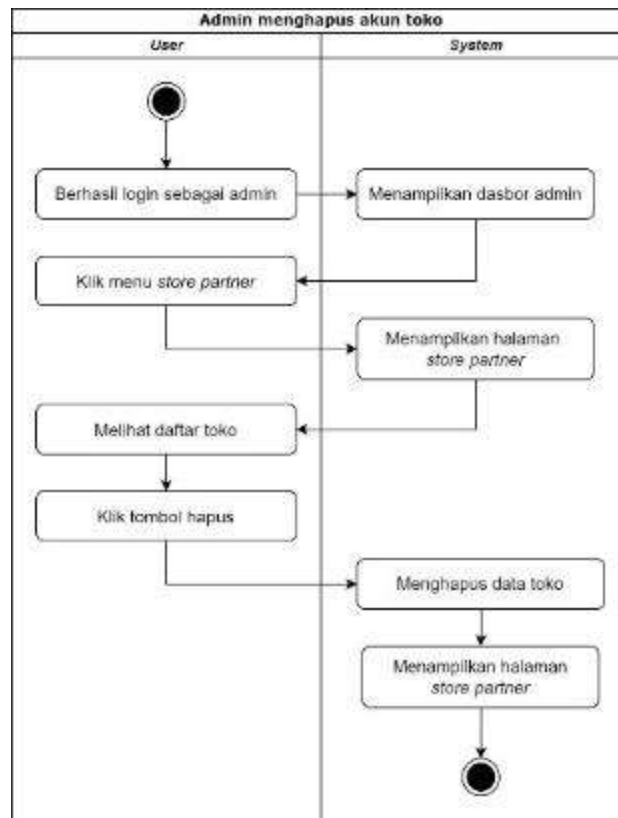 Admin menghapus akun toko
User
System
Berhasil login sebagai admin
Menampilkan dasbor admin
Klik menu store partner
Menampilkan halaman
store partner
Melihat daftar toko
Klik tombol hapus
Menghapus data toko
Menampilkan halaman
store partner